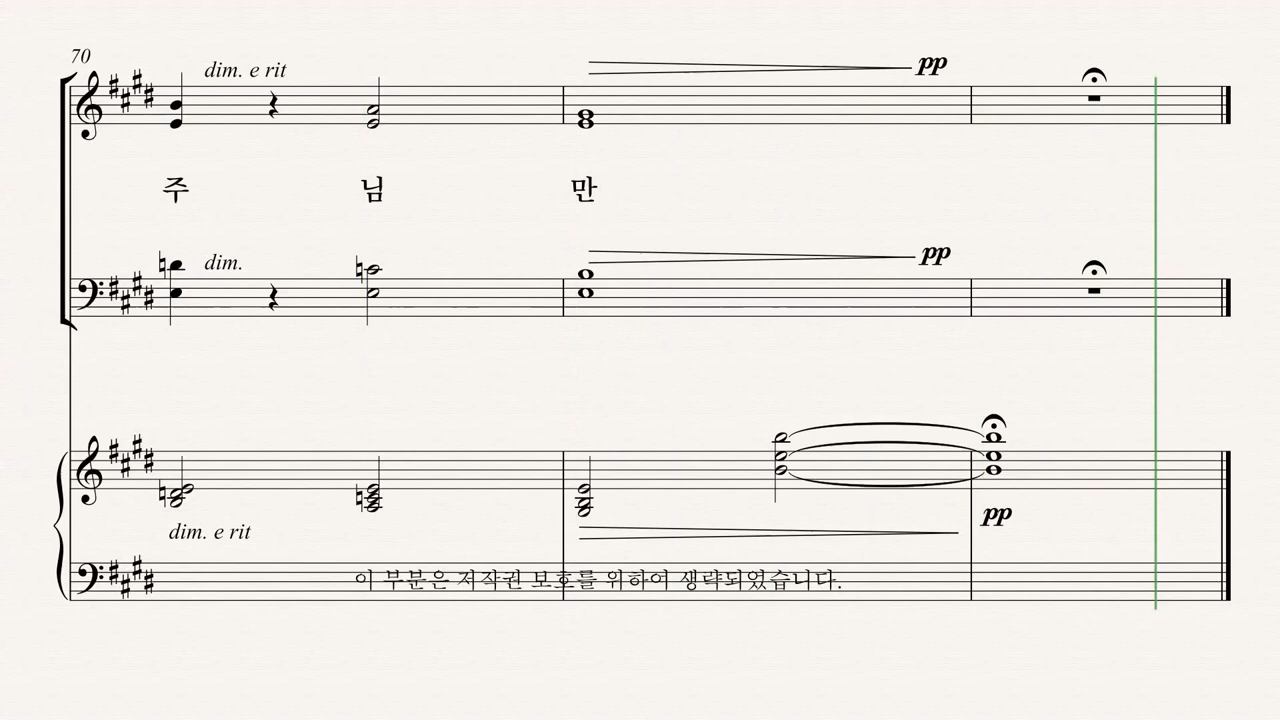 70
dim. e rit
pp
주 님 만
dim.
pp
dim. e rit
pp
이 부분은 저작권 보호를 위하여 생략되었습니다.